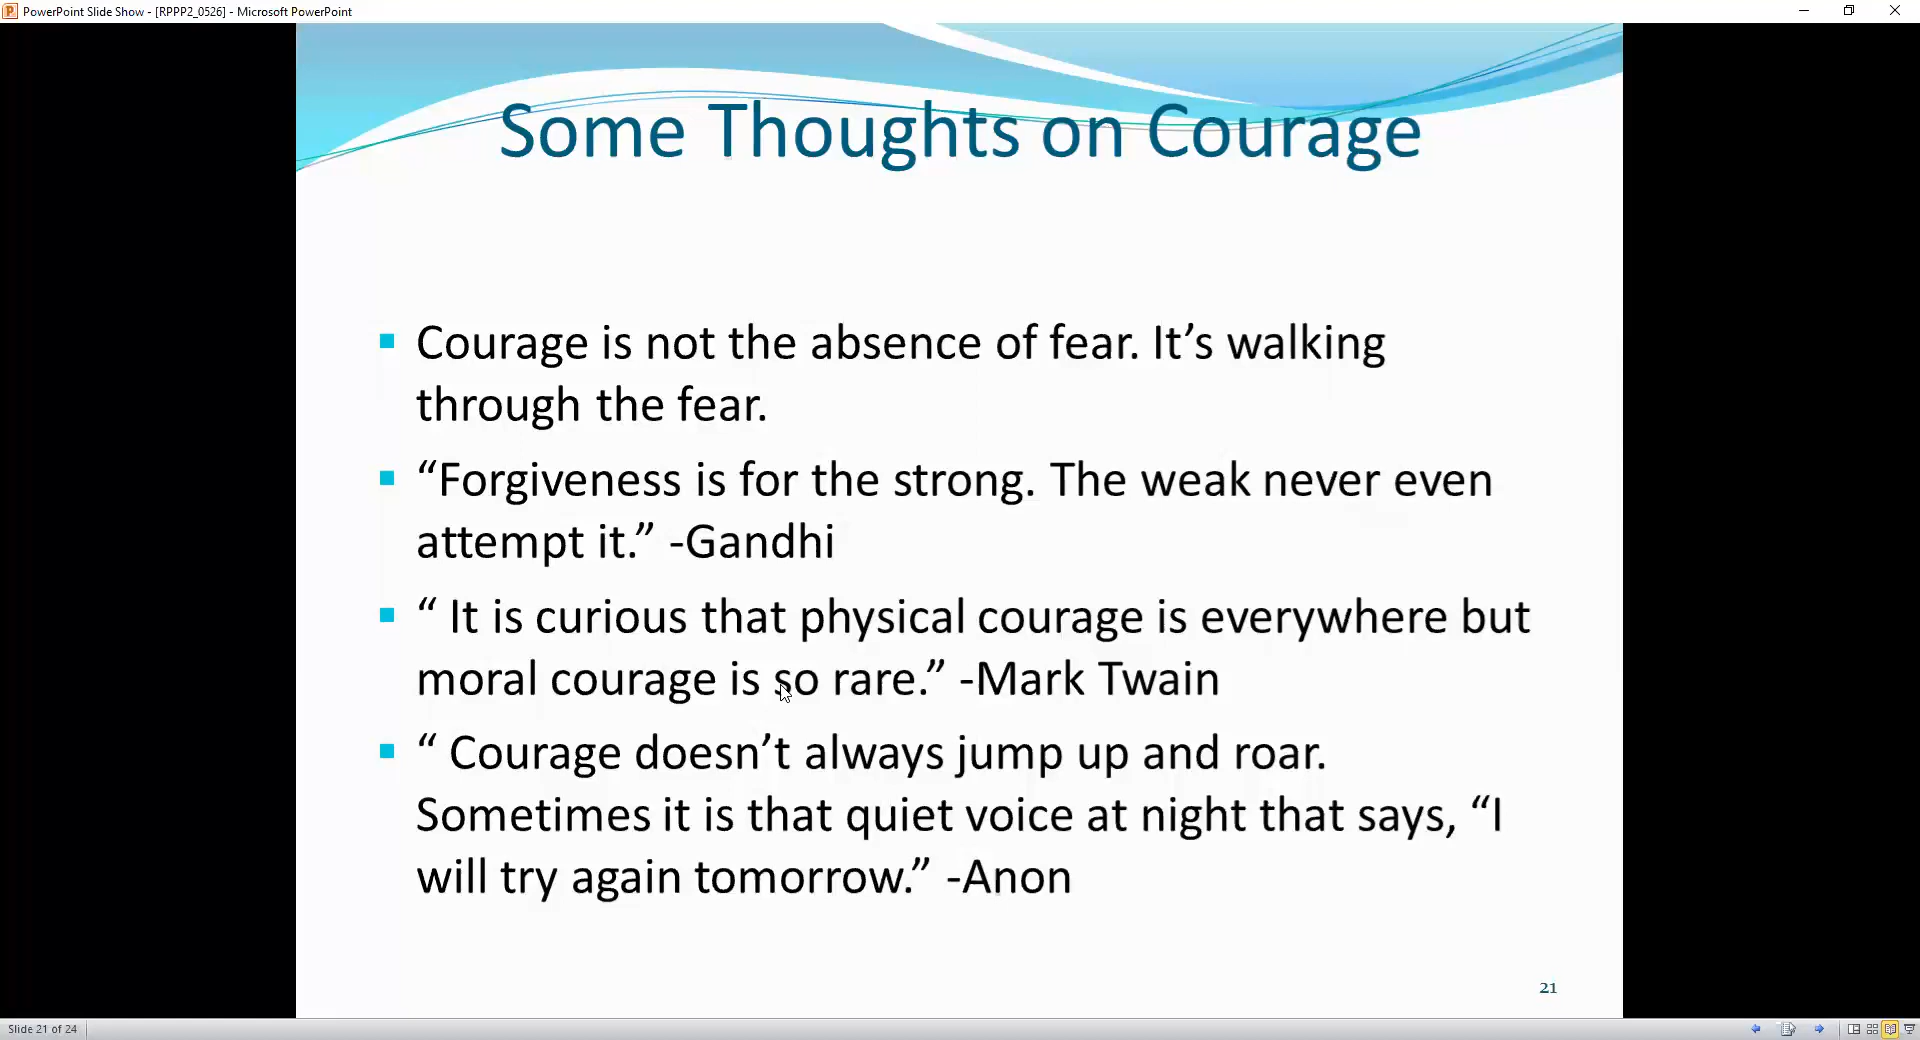 PowerPoint Slide Show - [RPPP2_0526] - Microsoft PowerPoint
Some Thoughts on Courage
Courage is not the absence of fear. It’s walking
through the fear.
“Forgiveness is for the strong. The weak never even
attempt it.” -Gandhi
“ It is curious that physical courage is everywhere but
moral courage is so rare.” -Mark Twain
“ Courage doesn’t always jump up and roar.
Sometimes it is that quiet voice at night that says, “I
will try again tomorrow.” -Anon
21
Slide 21 of 24